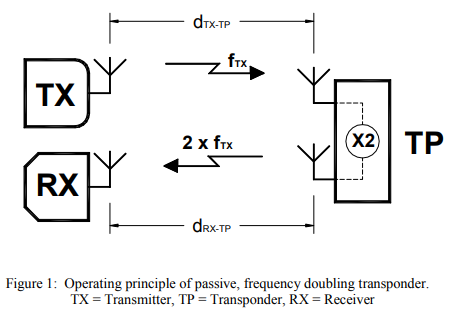 dTX-TP
TX
fTX
X2
TP
2 x fTX
RX
dRX-TP
Figure 1: Operating principle of passive, frequency doubling transponder.
TX = Transmitter, TP = Transponder, RX = Receiver